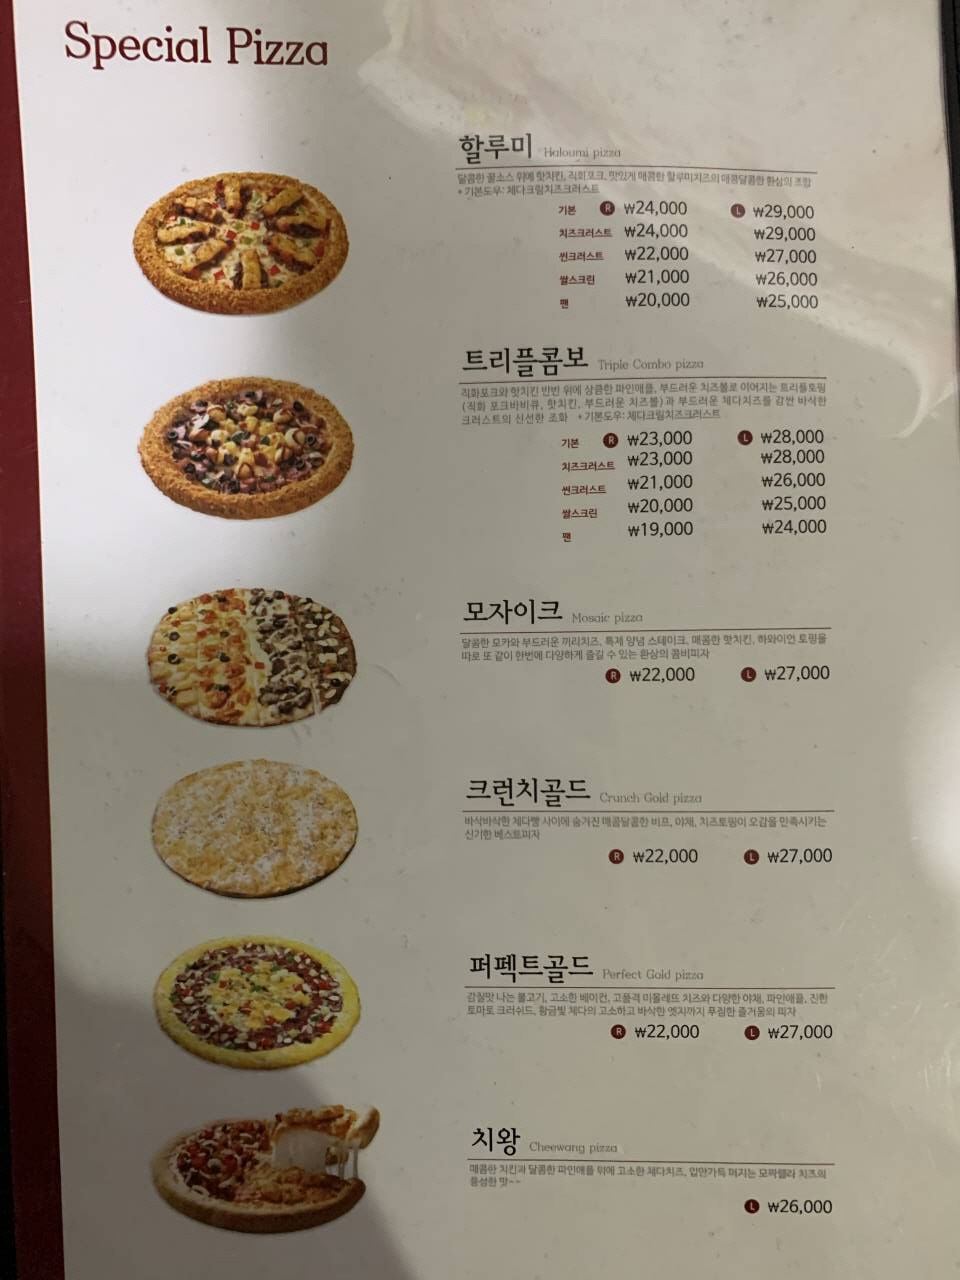 Special Pizza
할루미 Haloumi pizza
달콤한 꿀소스 위에 핫치킨, 직화포크, 맛있게 매콤한 할루미치즈의 매콤달콤한 환상의 조합
* 기본도우: 체다크림치즈크러스트
기본 R ₩24,000 L ₩29,000
치즈크러스트 ₩24,000 ₩29,000
씬크러스트 ₩22,000 ₩27,000
쌀스크린 ₩21,000 ₩26,000
팬 ₩20,000 ₩25,000
트리플콤보 Triple Combo pizza
직화포크와 핫치킨 반반 위에 상큼한 파인애플, 부드러운 치즈볼로 이어지는 트리플토핑
(직화 포크바비큐, 핫치킨, 부드러운 치즈볼)과 부드러운 체다치즈를 감싼 바삭한
크러스트의 신선한 조화 * 기본도우: 체다크림치즈크러스트
기본 R ₩23,000 L ₩28,000
치즈크러스트 ₩23,000 ₩28,000
씬크러스트 ₩21,000 ₩26,000
쌀스크린 ₩20,000 ₩25,000
팬 ₩19,000 ₩24,000
모자이크 Mosaic pizza
달콤한 모카와 부드러운 끼리치즈, 특제 양념 스테이크, 매콤한 핫치킨, 하와이언 토핑을
따로 또 같이 한번에 다양하게 즐길 수 있는 환상의 콤비피자
R ₩22,000 L ₩27,000
크런치골드 Crunch Gold pizza
바삭바삭한 체다빵 사이에 숨겨진 매콤달콤한 비프, 야채, 치즈토핑이 오감을 만족시키는
신기한 베스트피자
R ₩22,000 L ₩27,000
퍼펙트골드 Perfect Gold pizza
감칠맛 나는 불고기, 고소한 베이컨, 고품격 미몰레뜨 치즈와 다양한 야채, 파인애플, 진한
토마토 크러쉬드, 황금빛 체다의 고소하고 바삭한 엣지까지 푸짐한 즐거움의 피자
R ₩22,000 L ₩27,000
치왕 Cheewang pizza
매콤한 치킨과 달콤한 파인애플 위에 고소한 체다치즈, 입안가득 퍼지는 모짜렐라 치즈의
풍성한 맛~~
L ₩26,000